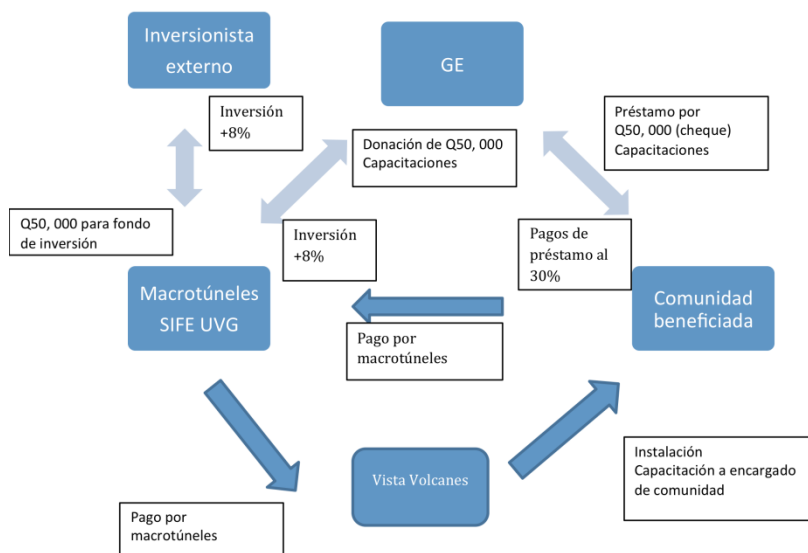 Inversionista
externo
GE
Inversión
+8%
Donación de Q50, 000
Capacitaciones
Préstamo por
Q50, 000 (cheque)
Capacitaciones
Q50, 000 para fondo
de inversión
Inversión
+8%
Pagos de
préstamo al
30%
Macrotúneles
SIFE UVG
Comunidad
beneficiada
Pago por
macrotúneles
Vista Volcanes
Instalación
Capacitación a encargado
de comunidad
Pago por
macrotúneles